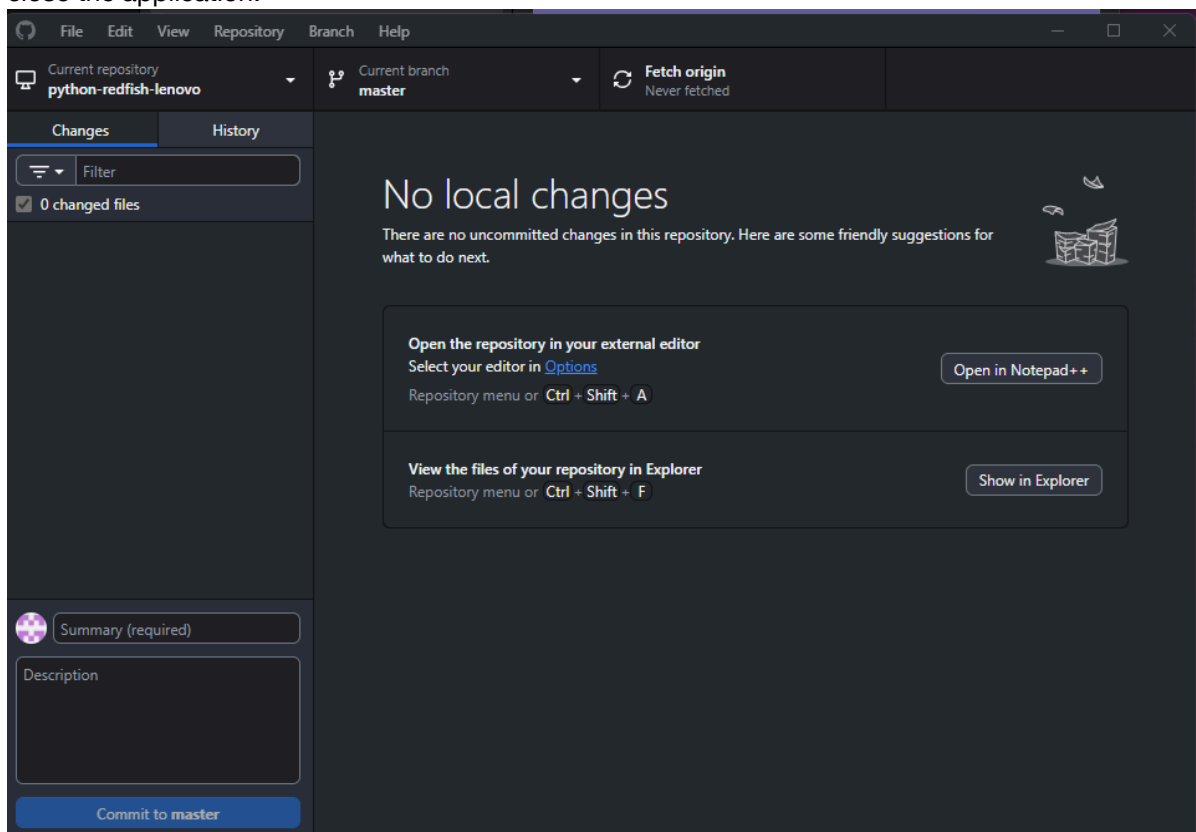 close the application.
File Edit View Repository Branch Help
Current repository
python-redfish-lenovo
Current branch
master
Fetch origin
Never fetched
Changes History
Filter
0 changed files
No local changes
There are no uncommitted changes in this repository. Here are some friendly suggestions for
what to do next.
Open the repository in your external editor
Select your editor in Options
Repository menu or Ctrl + Shift + A
Open in Notepad++
View the files of your repository in Explorer
Repository menu or Ctrl + Shift + F
Show in Explorer
Summary (required)
Description
Commit to master